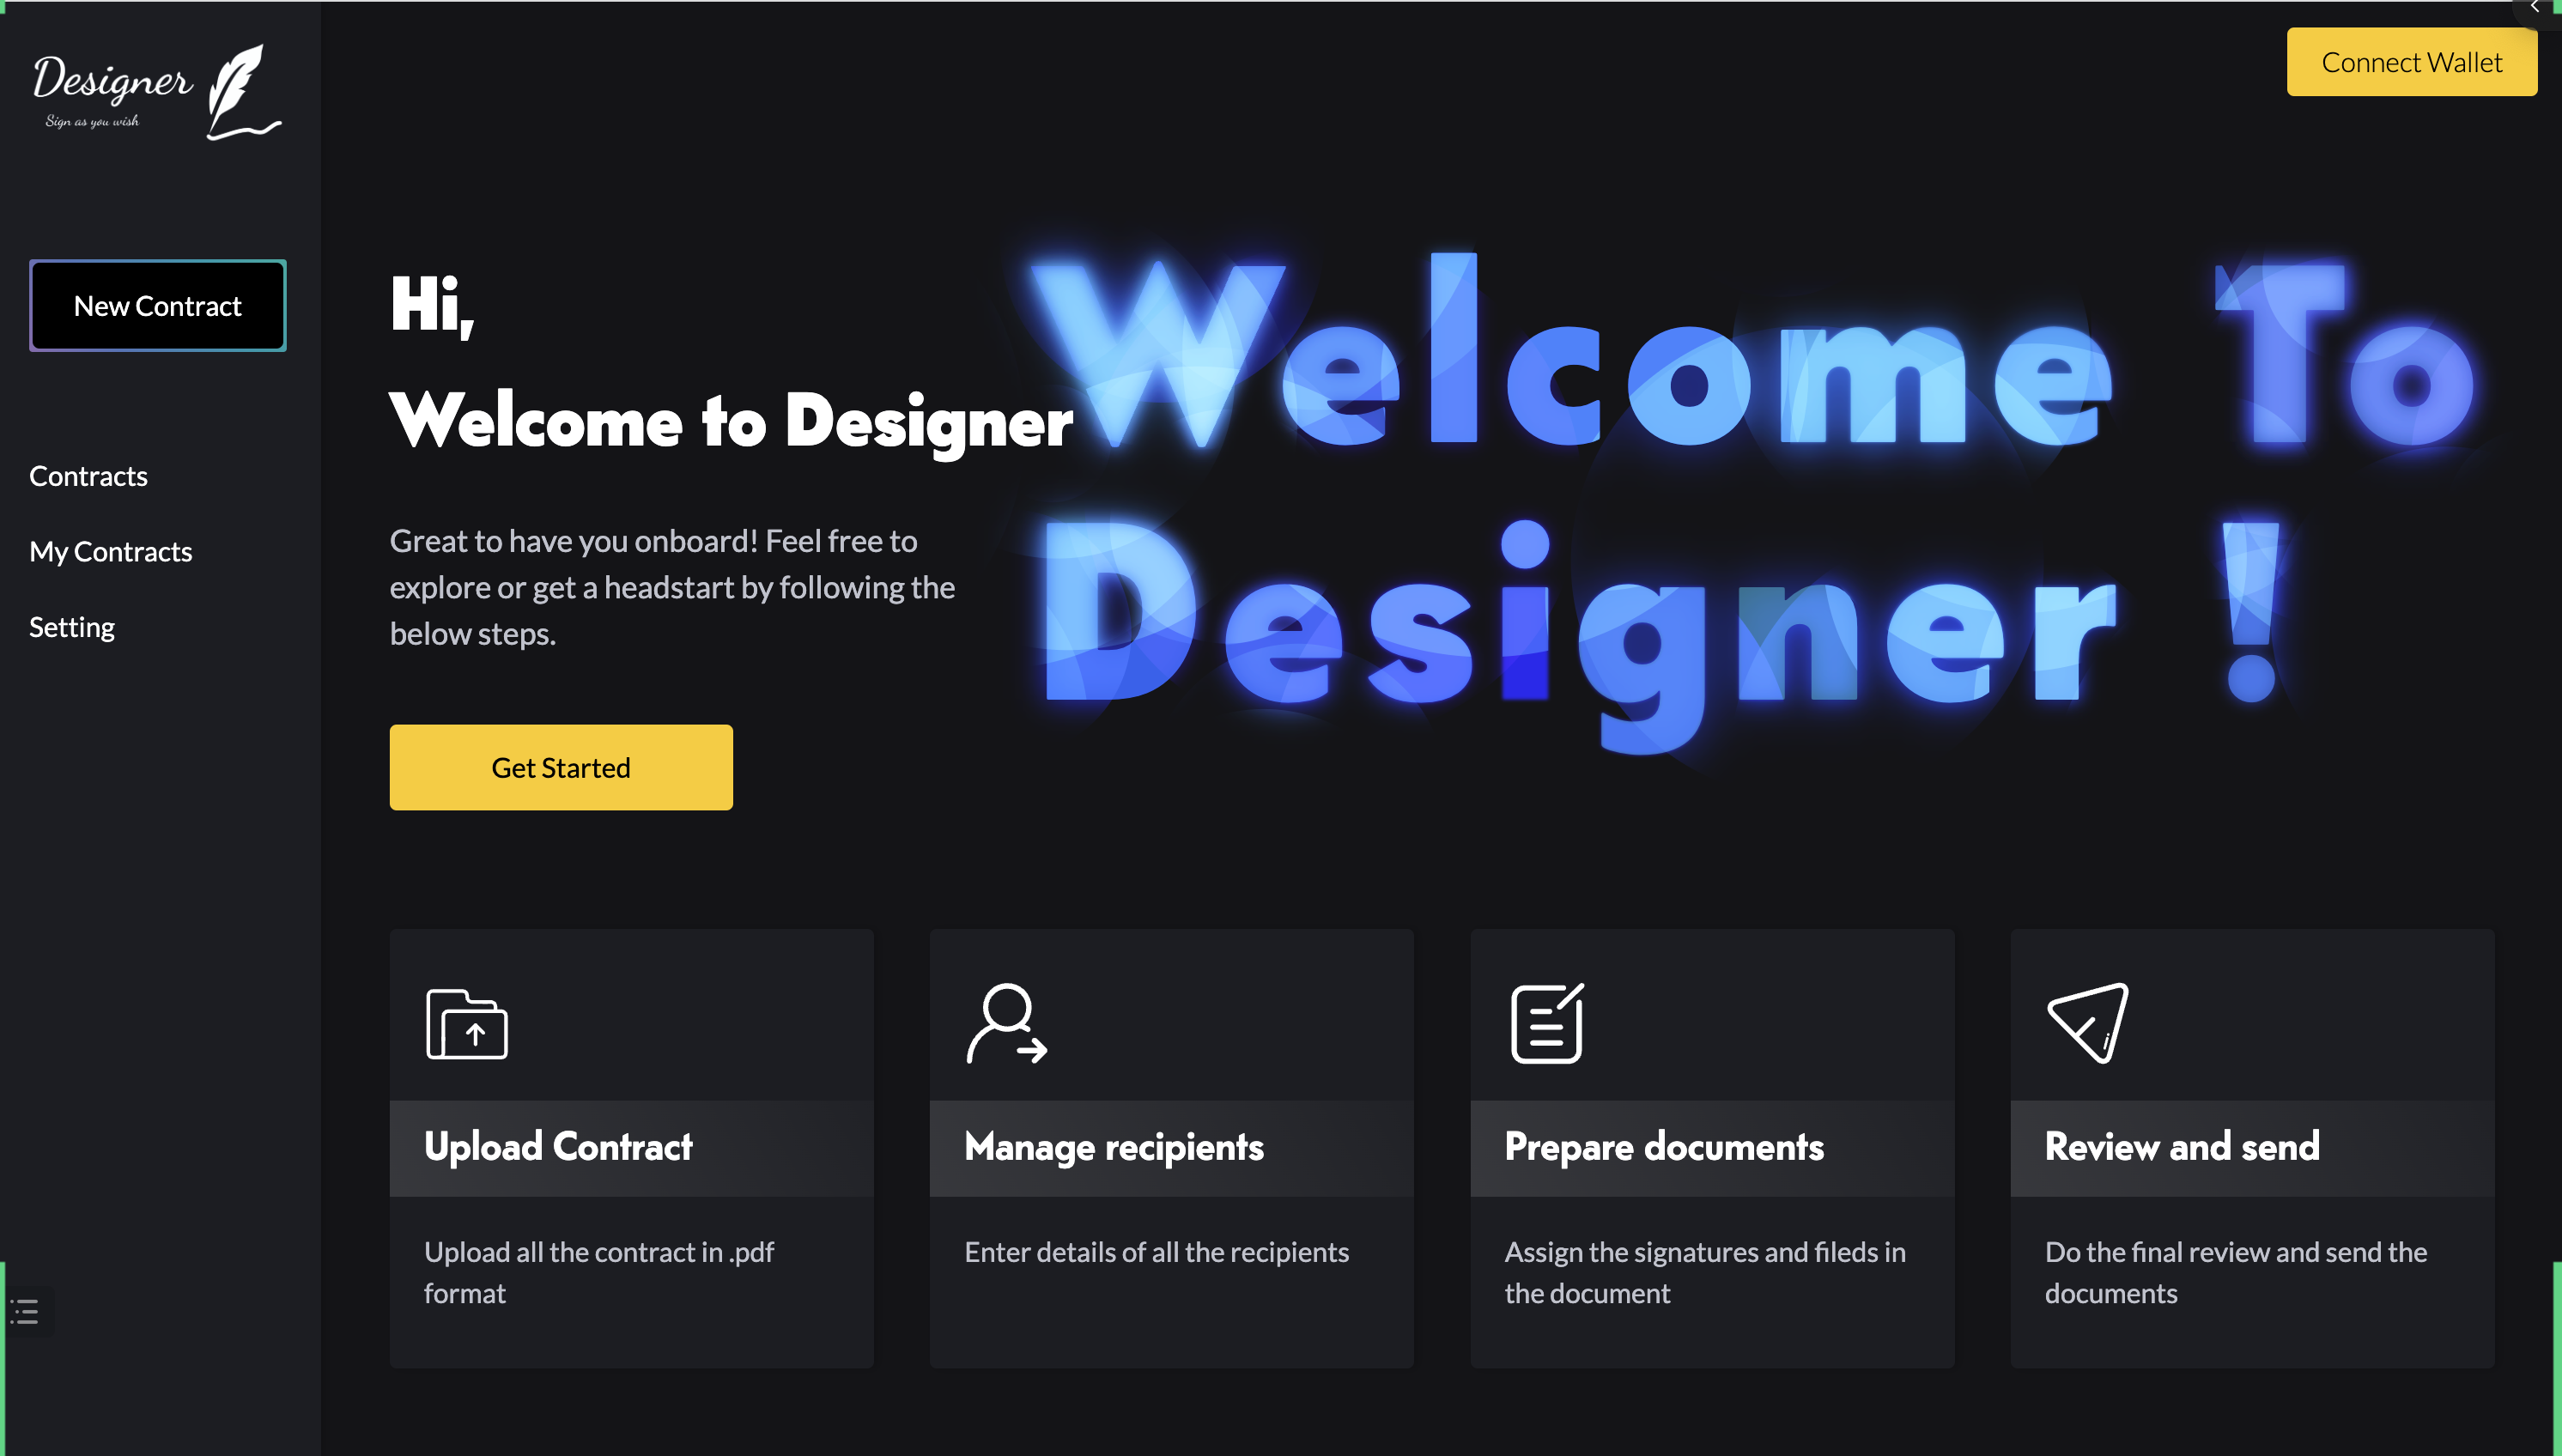 Designer
Sign as you wish
Connect Wallet
New Contract
Contracts
My Contracts
Setting
Hi,
Welcome to Designer
Great to have you onboard! Feel free to
explore or get a headstart by following the
below steps.
Get Started
Welcome To
Designer !
Upload Contract
Upload all the contract in .pdf
format
Manage recipients
Enter details of all the recipients
Prepare documents
Assign the signatures and fileds in
the document
Review and send
Do the final review and send the
documents